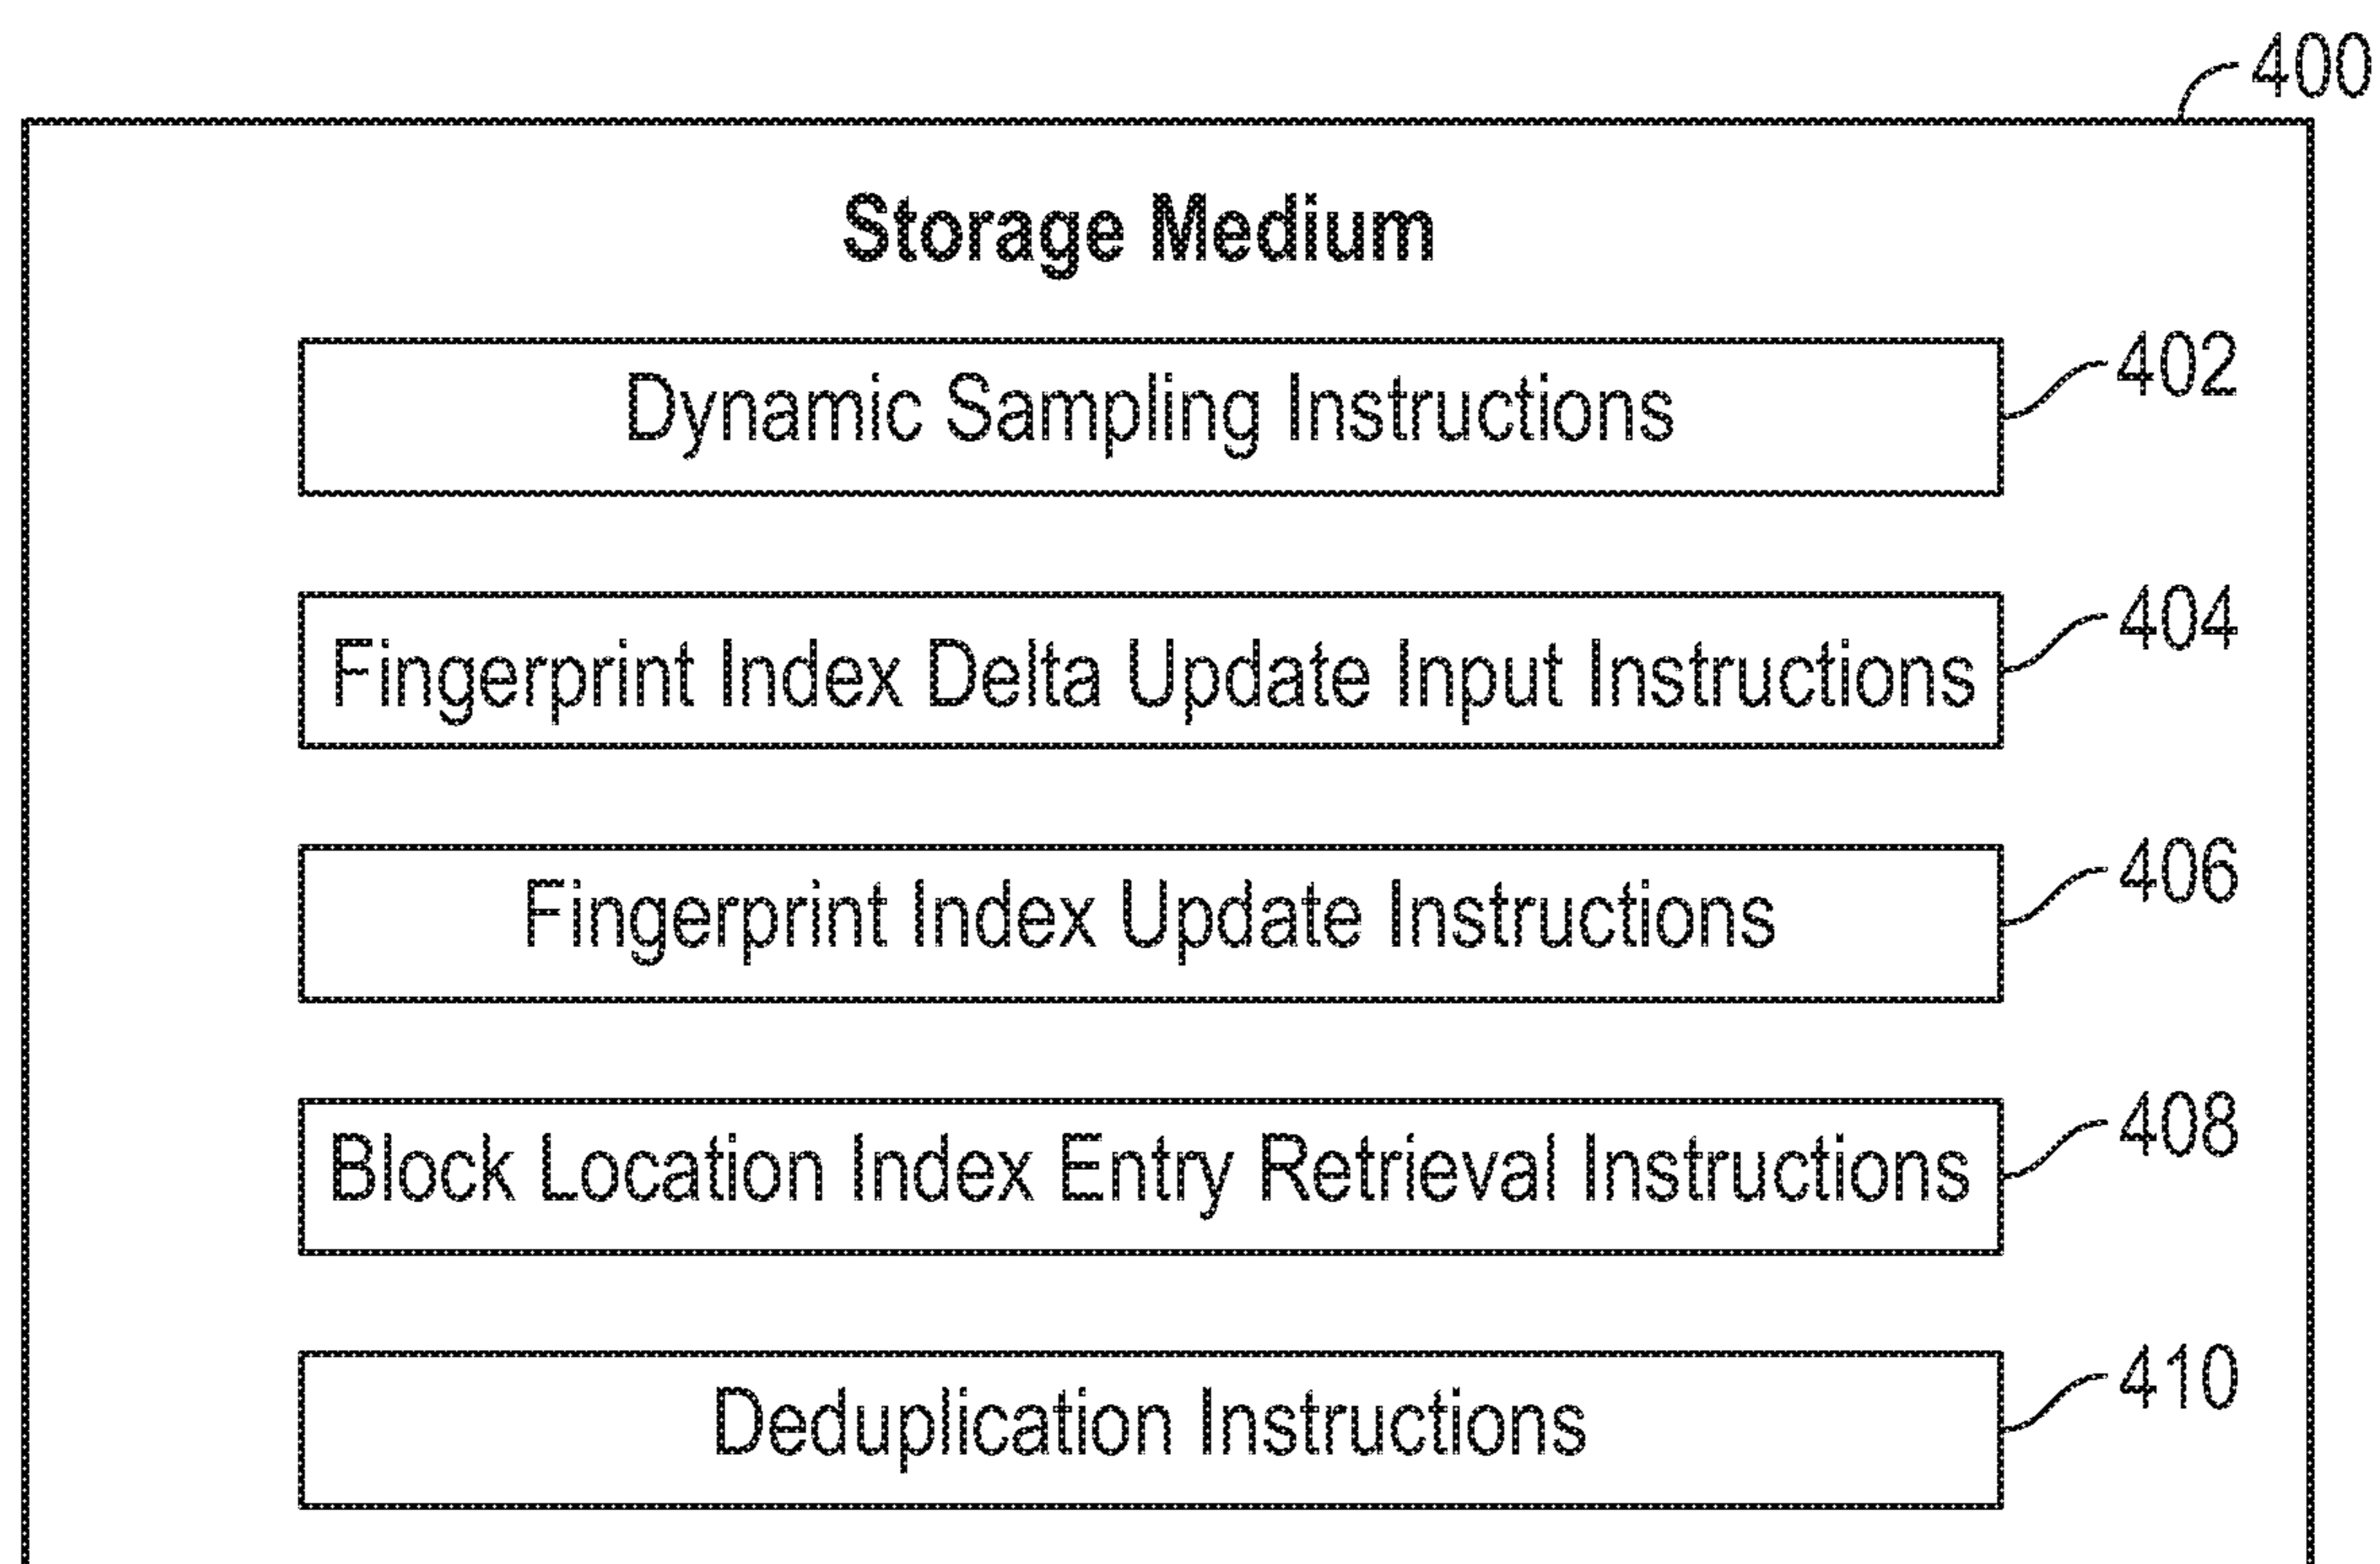 400
Storage Medium
Dynamic Sampling Instructions
402
Fingerprint Index Delta Update Input Instructions
404
Fingerprint Index Update Instructions
406
Block Location Index Entry Retrieval Instructions
408
Deduplication Instructions
410